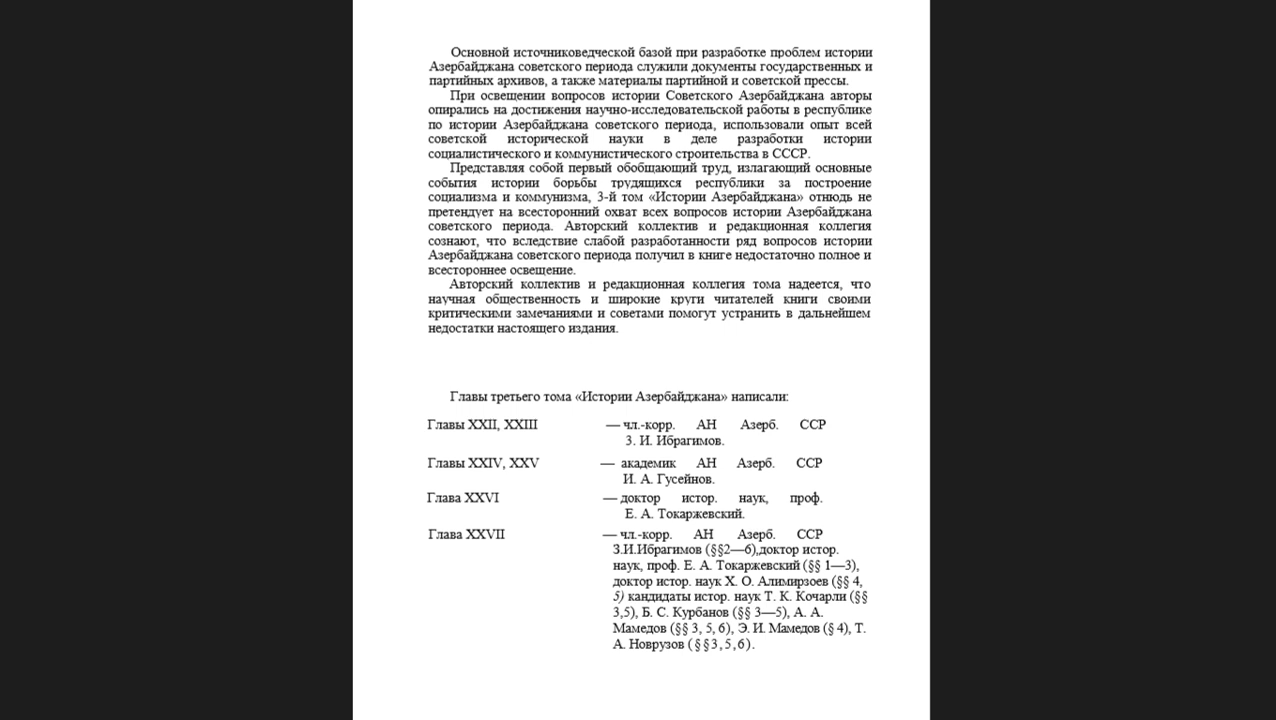 Основной источниковедческой базой при разработке проблем истории
Азербайджана советского периода служили документы государственных и
партийных архивов, а также материалы партийной и советской прессы.
При освещении вопросов истории Советского Азербайджана авторы
опирались на достижения научно-исследовательской работы в республике
по истории Азербайджана советского периода, использовали опыт всей
советской исторической науки в деле разработки истории
социалистического и коммунистического строительства в СССР.
Представляя собой первый обобщающий труд, излагающий основные
события истории борьбы трудящихся республики за построение
социализма и коммунизма, 3-й том «Истории Азербайджана» отнюдь не
претендует на всесторонний охват всех вопросов истории Азербайджана
советского периода. Авторский коллектив и редакционная коллегия
сознают, что вследствие слабой разработанности ряд вопросов истории
Азербайджана советского периода получил в книге недостаточно полное и
всестороннее освещение.
Авторский коллектив и редакционная коллегия тома надеется, что
научная общественность и широкие круги читателей книги своими
критическими замечаниями и советами помогут устранить в дальнейшем
недостатки настоящего издания.
Главы третьего тома «Истории Азербайджана» написали:
Главы XXII, XXIII — чл.-корр. АН Азерб. ССР
З. И. Ибрагимов.
Главы XXIV, XXV — академик АН Азерб. ССР
И. А. Гусейнов.
Глава XXVI — доктор истор. наук, проф.
Е. А. Токаржевский.
Глава XXVII — чл.-корр. АН Азерб. ССР
З.И.Ибрагимов (§§2—6),доктор истор.
наук, проф. Е. А. Токаржевский (§§ 1—3),
доктор истор. наук Х. О. Алимирзоев (§§ 4,
5) кандидаты истор. наук Т. К. Кочарли (§§
3,5), Б. С. Курбанов (§§ 3—5), А. А.
Мамедов (§§ 3, 5, 6), Э. И. Мамедов (§ 4), Т.
А. Новрузов (§§3,5,6).